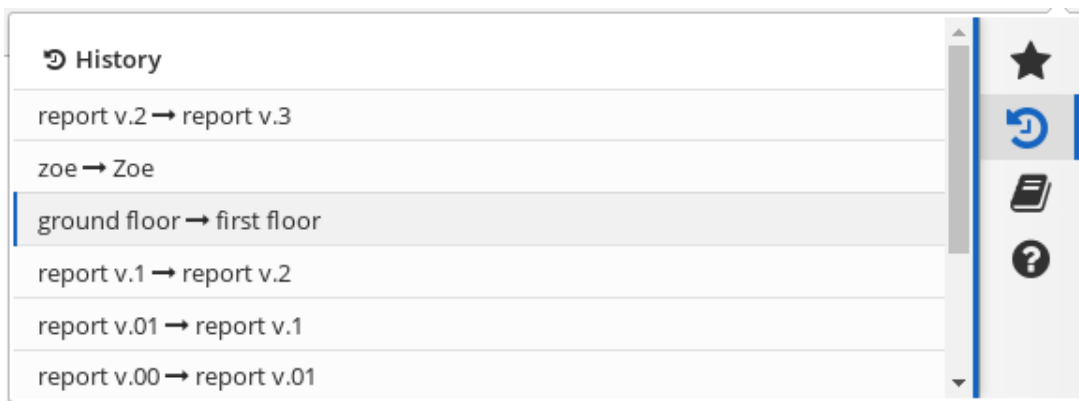 History
report v.2 → report v.3
zoe → Zoe
ground floor → first floor
report v.1 → report v.2
report v.01 → report v.1
report v.00 → report v.01